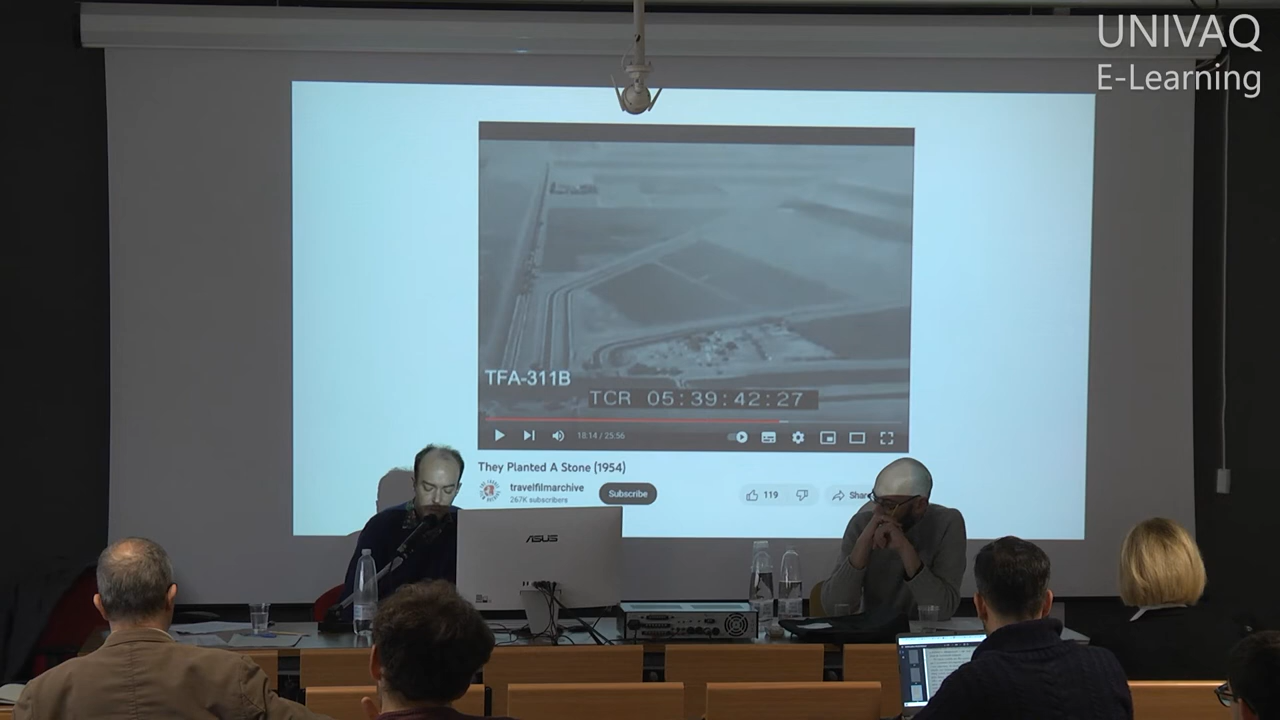 UNIVAQ
E-Learning
TFA-311B
TCR 05:39:42:27
18:14 / 25:56
They Planted A Stone (1954)
travelfilmarchive
267K subscribers
Subscribe
119
Share
ASUS